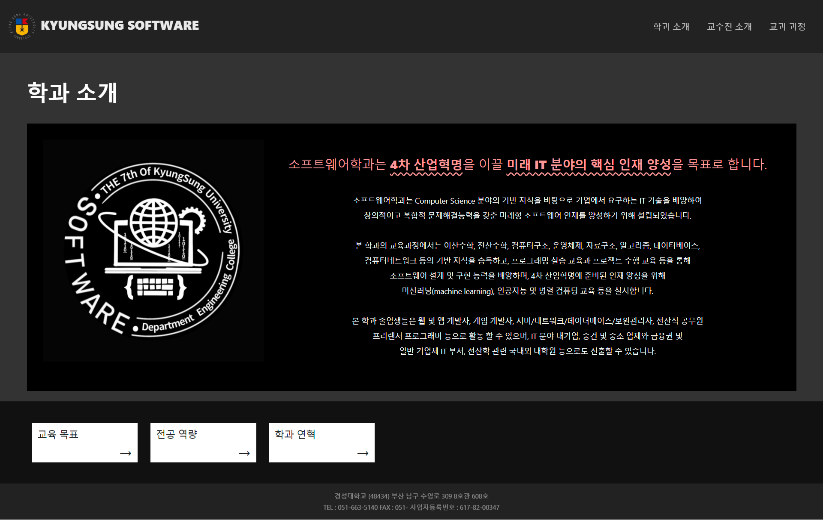 KYUNGSUNG SOFTWARE
학과 소개
교수진 소개
교과 과정
학과 소개
THE 7th Of KyungSung University
SOFTWARE
Department Engineering College
소프트웨어학과는 4차 산업혁명을 이끌 미래 IT 분야의 핵심 인재 양성을 목표로 합니다.
소프트웨어학과는 Computer Science 분야의 기반 지식을 바탕으로 기업에서 요구하는 IT 기술을 배양하여
창의적이고 복합적 문제해결능력을 갖춘 미래형 소프트웨어 인재를 양성하기 위해 설립되었습니다.
본 학과의 교육과정에서는 이산수학, 전산수학, 컴퓨터구조, 운영체제, 자료구조, 알고리즘, 데이터베이스,
컴퓨터네트워크 등의 기반 지식을 습득하고, 프로그래밍 실습 교육과 프로젝트 수행 교육 등을 통해
소프트웨어 설계 및 구현 능력을 배양하며, 4차 산업혁명에 준비된 인재 양성을 위해
머신러닝(machine learning), 인공지능 및 병렬 컴퓨팅 교육 등을 실시합니다.
본 학과 졸업생들은 웹 및 앱 개발자, 게임 개발자, 서버/네트워크/데이터베이스/보안관리자, 전산직 공무원
프리랜서 프로그래머 등으로 활동 할 수 있으며, IT 분야 대기업, 중견 및 중소 업체와 금융권 및
일반 기업체 IT 부서, 전산학 관련 국내외 대학원 등으로도 진출할 수 있습니다.
교육 목표
전공 역량
학과 연혁
경성대학교 (48434) 부산 남구 수영로 309 8호관 608호
TEL : 051-663-5140 FAX : 051- 사업자등록번호 : 617-82-00347